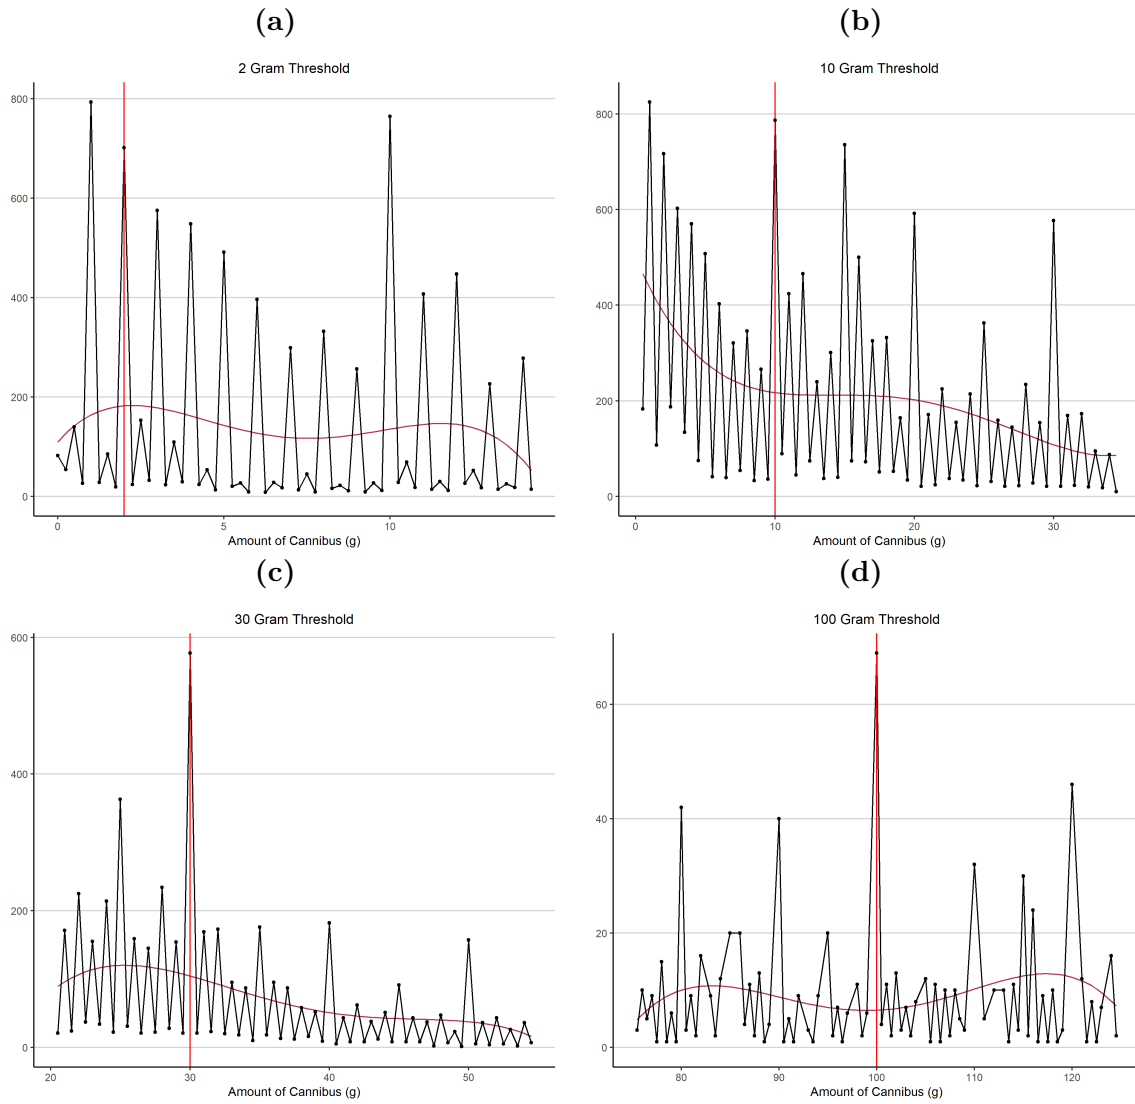 (a)
2 Gram Threshold
800
600
400
200
0
0 5 10
Amount of Cannibus (g)
(b)
10 Gram Threshold
800
600
400
200
0
0 10 20 30
Amount of Cannibus (g)
(c)
30 Gram Threshold
600
400
200
0
20 30 40 50
Amount of Cannibus (g)
(d)
100 Gram Threshold
60
40
20
0
80 90 100 110 120
Amount of Cannibus (g)